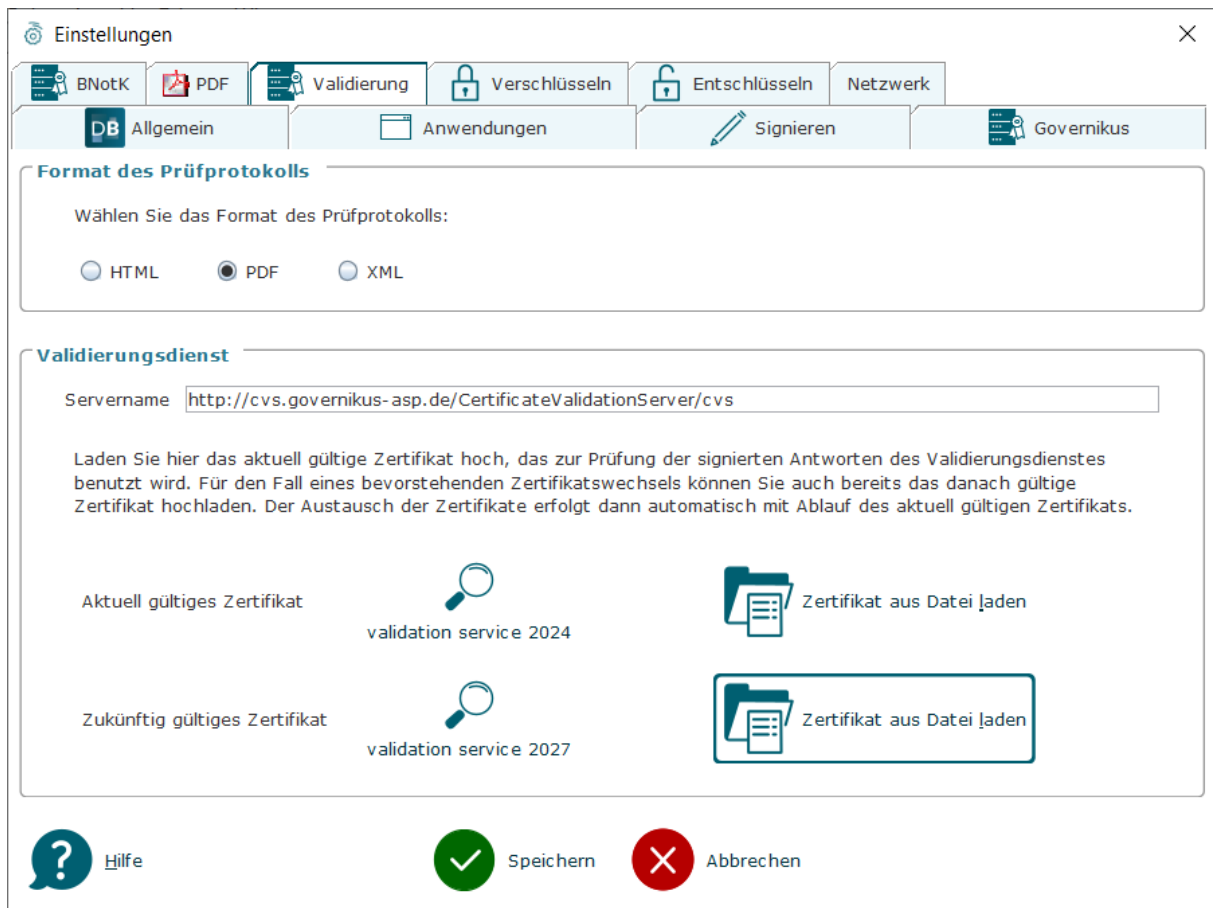 Einstellungen
BNotK PDF Validierung Verschlüsseln Entschlüsseln Netzwerk
DB Allgemein Anwendungen Signieren Governikus
Format des Prüfprotokolls
Wählen Sie das Format des Prüfprotokolls:
HTML PDF XML
Validierungsdienst
Servername http://cvs.governikus-asp.de/CertificateValidationServer/cvs
Laden Sie hier das aktuell gültige Zertifikat hoch, das zur Prüfung der signierten Antworten des Validierungsdienstes
benutzt wird. Für den Fall eines bevorstehenden Zertifikatswechsels können Sie auch bereits das danach gültige
Zertifikat hochladen. Der Austausch der Zertifikate erfolgt dann automatisch mit Ablauf des aktuell gültigen Zertifikats.
Aktuell gültiges Zertifikat
validation service 2024
Zertifikat aus Datei laden
Zukünftig gültiges Zertifikat
validation service 2027
Zertifikat aus Datei laden
? Hilfe Speichern Abbrechen